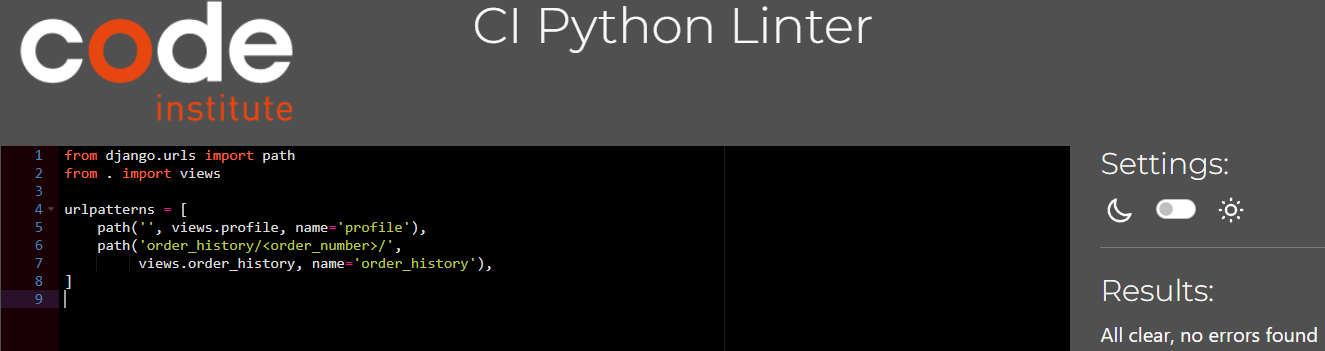 code
institute
CI Python Linter
1 from django.urls import path
2 from . import views
3
4 urlpatterns = [
5     path('', views.profile, name='profile'),
6     path('order_history/<order_number>/',
7          views.order_history, name='order_history'),
8 ]
9
Settings:
Results:
All clear, no errors found